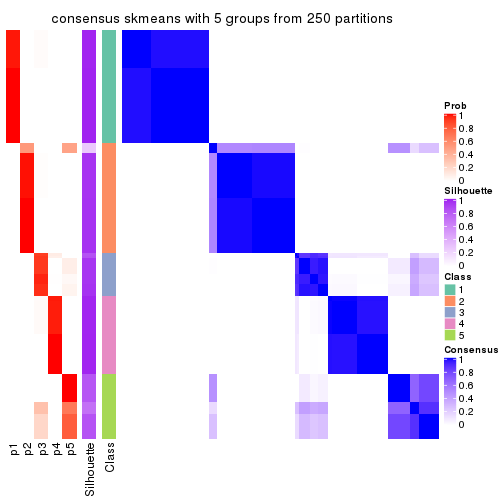 consensus skmeans with 5 groups from 250 partitions
Prob
1
0.8
0.6
0.4
0.2
0
Silhouette
1
0.8
0.6
0.4
0.2
0
Class
1
2
3
4
5
Consensus
1
0.8
0.6
0.4
0.2
0
p1
p2
p3
p4
p5
Silhouette
Class